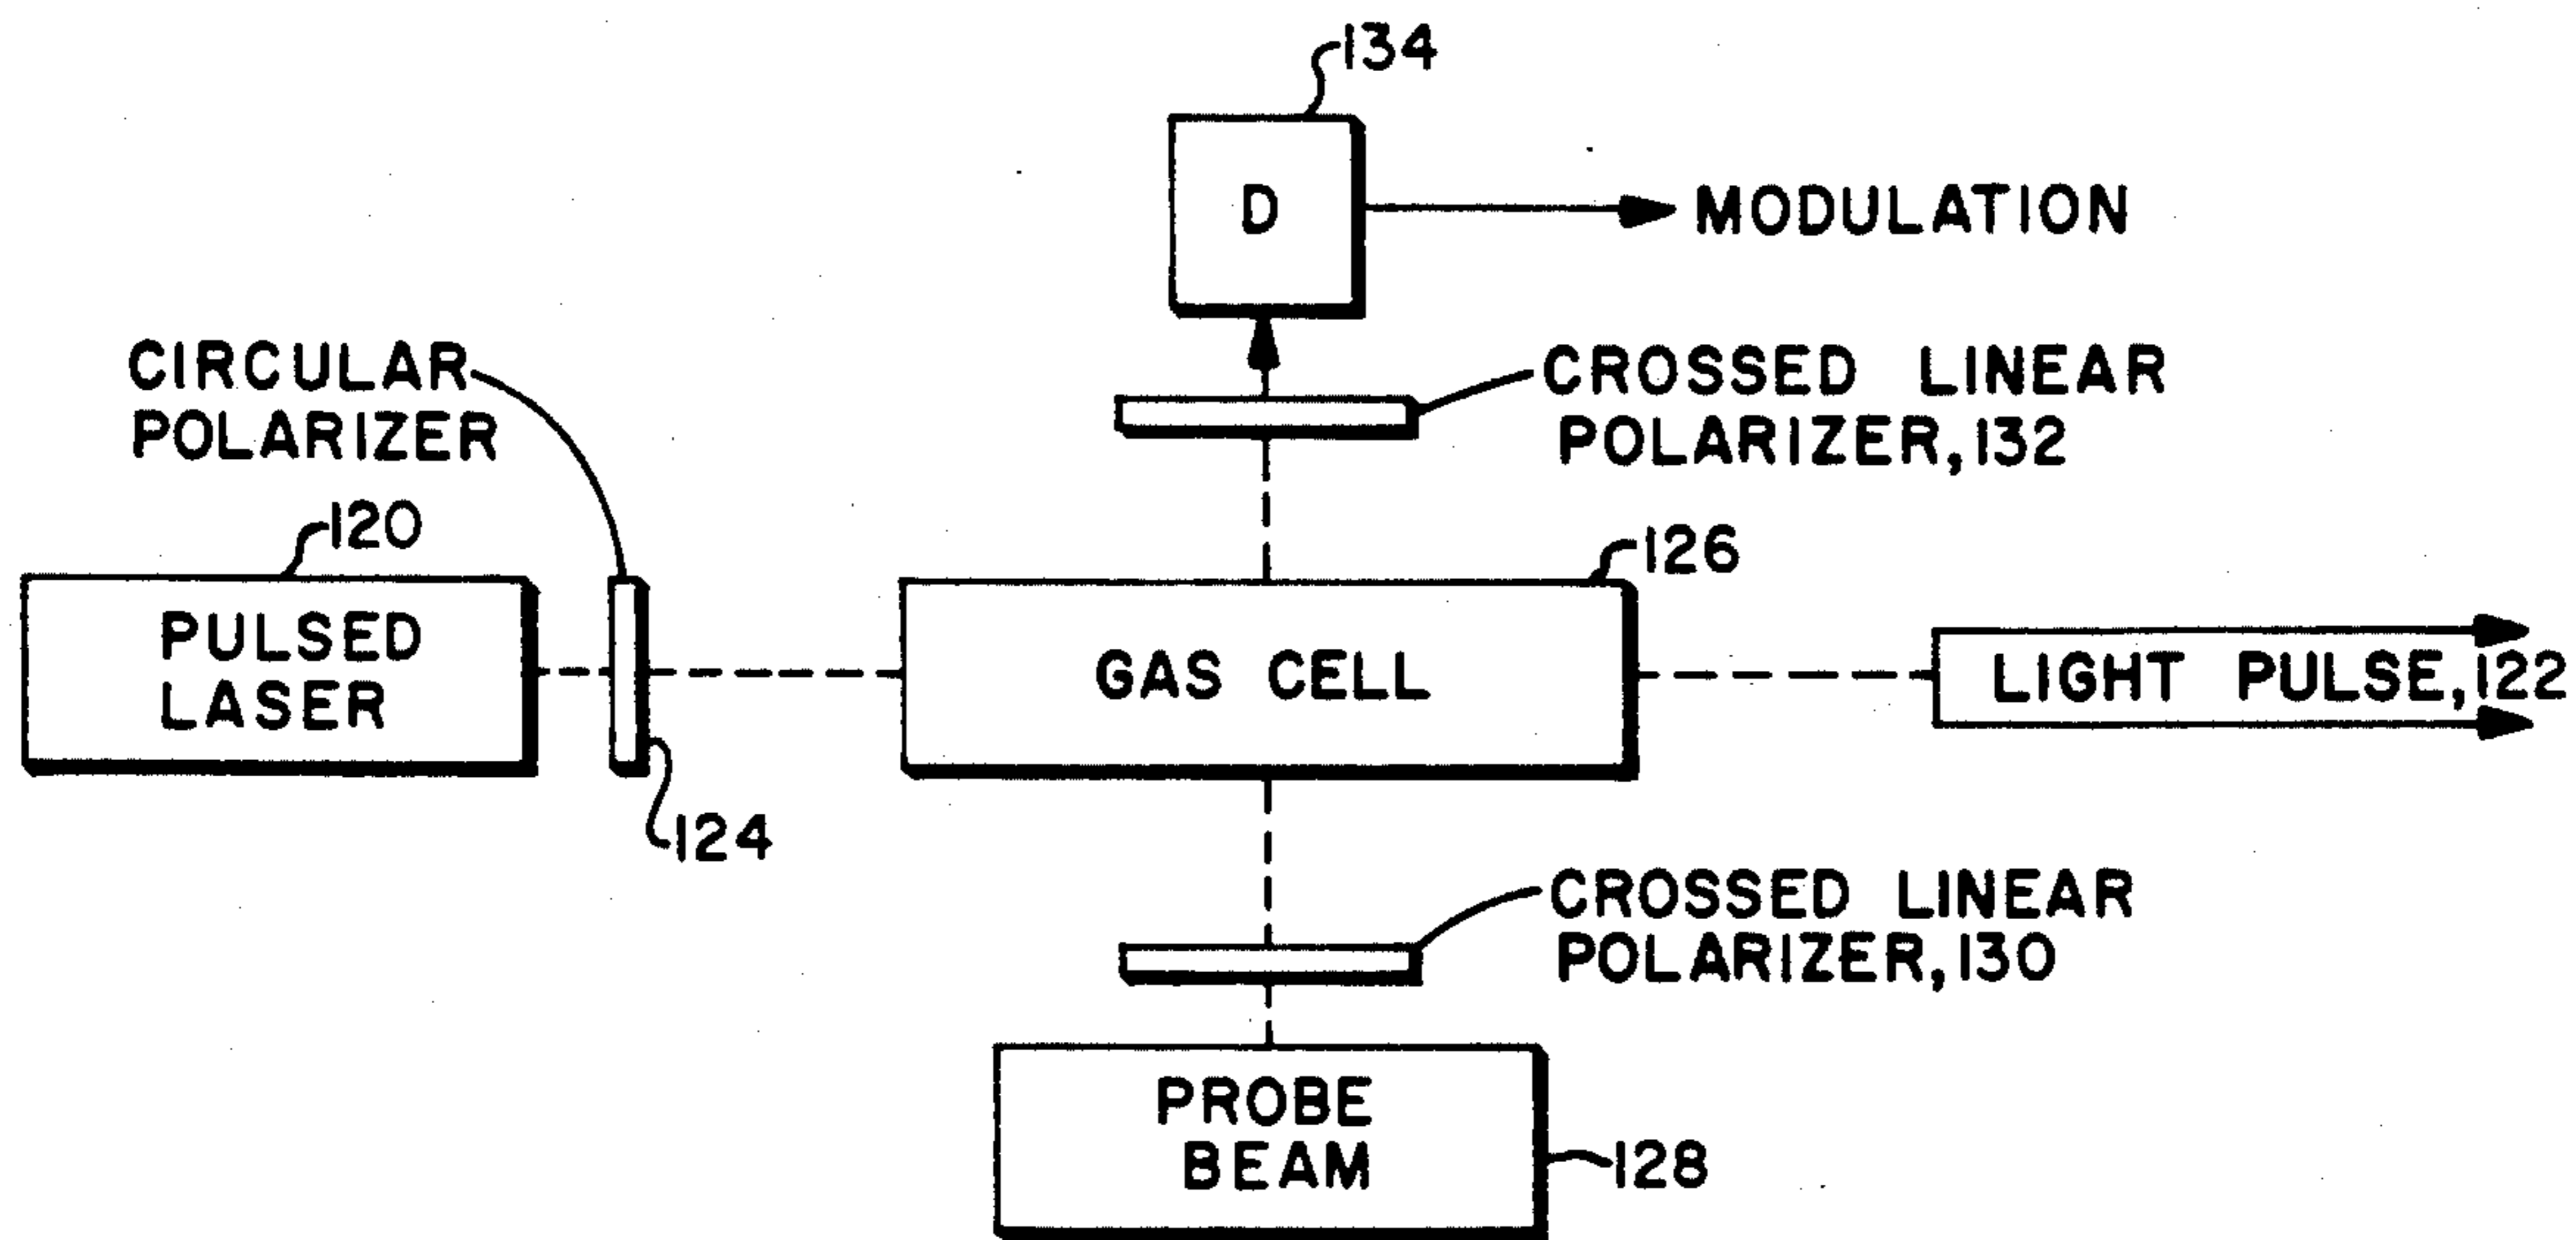 134
D
MODULATION
CIRCULAR
POLARIZER
CROSSED LINEAR
POLARIZER,132
120
126
PULSED
LASER
GAS CELL
LIGHT PULSE,122
124
CROSSED LINEAR
POLARIZER,130
PROBE
BEAM
128